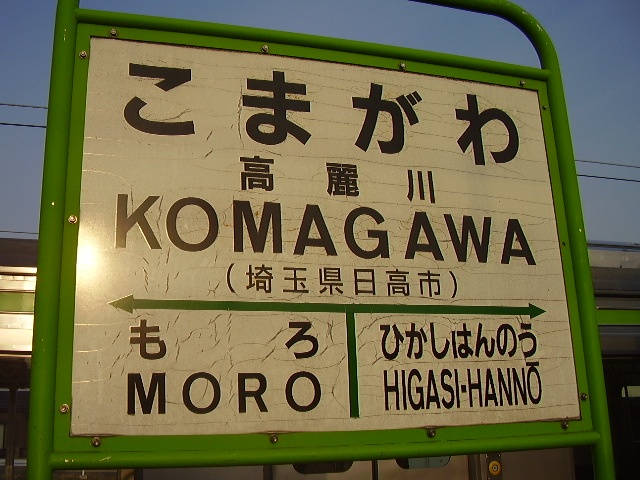 こまがわ
高麗川
KOMAGAWA
(埼玉県日高市)
もろ ひかしはんのう
MORO HIGASI-HANNŌ